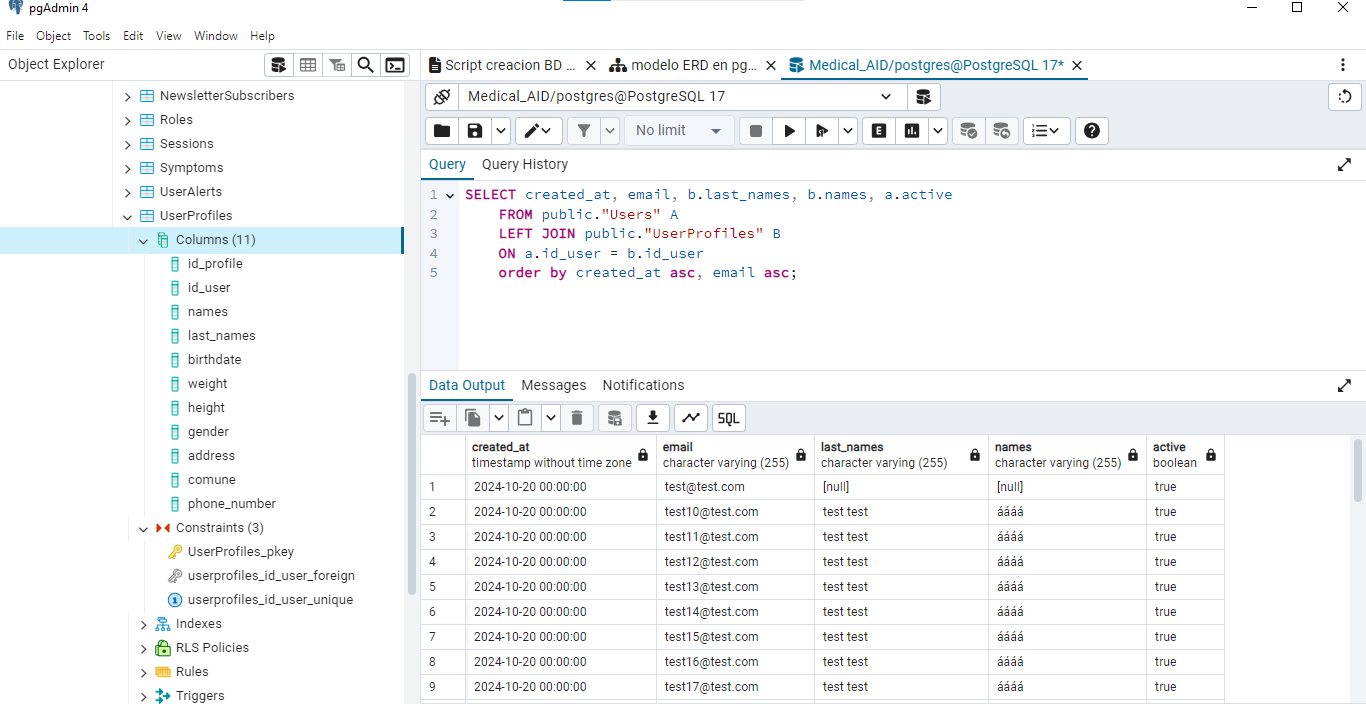 pgAdmin 4
File Object Tools Edit View Window Help
Object Explorer
NewsletterSubscribers
Roles
Sessions
Symptoms
UserAlerts
UserProfiles
Columns (11)
id_profile
id_user
names
last_names
birthdate
weight
height
gender
address
comune
phone_number
Constraints (3)
UserProfiles_pkey
userprofiles_id_user_foreign
userprofiles_id_user_unique
Indexes
RLS Policies
Rules
Triggers
Script creacion BD ... modelo ERD en pg... Medical_AID/postgres@PostgreSQL 17*
Medical_AID/postgres@PostgreSQL 17
No limit E
Query Query History
1 SELECT created_at, email, b.last_names, b.names, a.active
2 FROM public."Users" A
3 LEFT JOIN public."UserProfiles" B
4 ON a.id_user = b.id_user
5 order by created_at asc, email asc;
Data Output Messages Notifications
SQL
created_at email last_names names active
timestamp without time zone character varying (255) character varying (255) character varying (255) boolean
1 2024-10-20 00:00:00 test@test.com [null] [null] true
2 2024-10-20 00:00:00 test10@test.com test test áááá true
3 2024-10-20 00:00:00 test11@test.com test test áááá true
4 2024-10-20 00:00:00 test12@test.com test test áááá true
5 2024-10-20 00:00:00 test13@test.com test test áááá true
6 2024-10-20 00:00:00 test14@test.com test test áááá true
7 2024-10-20 00:00:00 test15@test.com test test áááá true
8 2024-10-20 00:00:00 test16@test.com test test áááá true
9 2024-10-20 00:00:00 test17@test.com test test áááá true